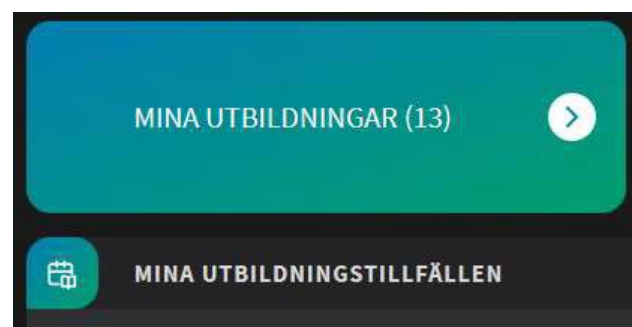 MINA UTBILDNINGAR (13)
MINA UTBILDNINGSTILLFÄLLEN